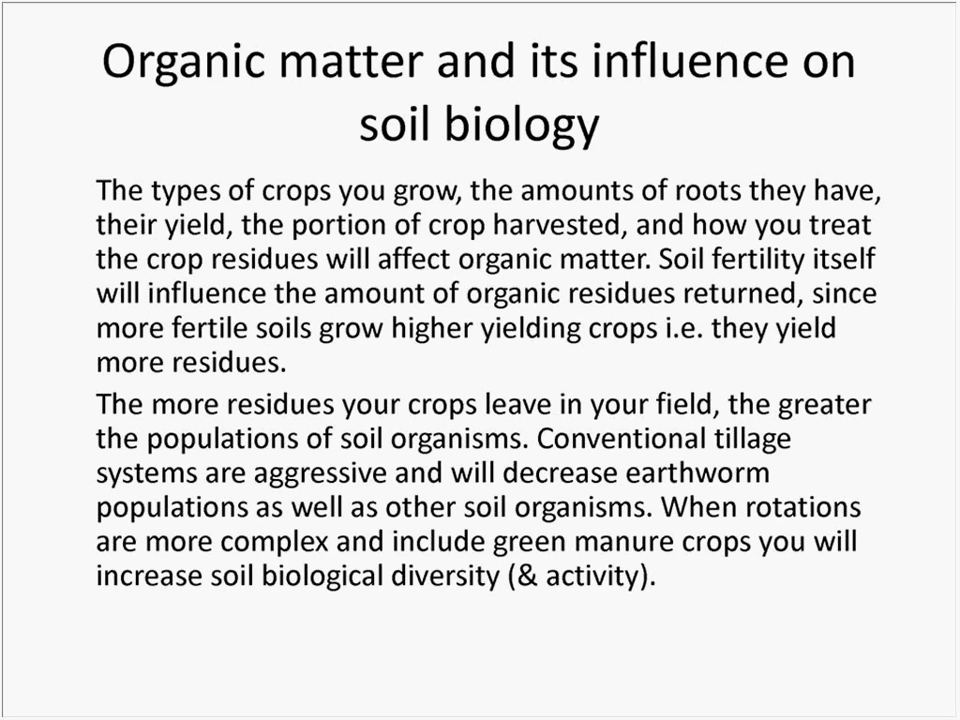 Organic matter and its influence on
soil biology
The types of crops you grow, the amounts of roots they have,
their yield, the portion of crop harvested, and how you treat
the crop residues will affect organic matter. Soil fertility itself
will influence the amount of organic residues returned, since
more fertile soils grow higher yielding crops i.e. they yield
more residues.
The more residues your crops leave in your field, the greater
the populations of soil organisms. Conventional tillage
systems are aggressive and will decrease earthworm
populations as well as other soil organisms. When rotations
are more complex and include green manure crops you will
increase soil biological diversity (& activity).